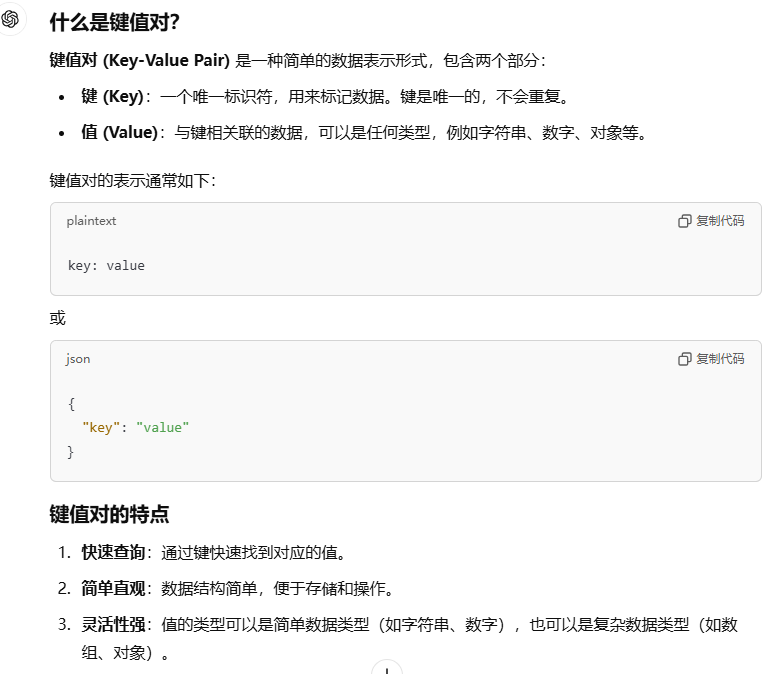 什么是键值对？
键值对 (Key-Value Pair) 是一种简单的数据表示形式，包含两个部分：
• 键 (Key)：一个唯一标识符，用来标记数据。键是唯一的，不会重复。
• 值 (Value)：与键相关联的数据，可以是任何类型，例如字符串、数字、对象等。
键值对的表示通常如下：
plaintext 复制代码
key: value
或
json 复制代码
{
"key": "value"
}
键值对的特点
1. 快速查询：通过键快速找到对应的值。
2. 简单直观：数据结构简单，便于存储和操作。
3. 灵活性强：值的类型可以是简单数据类型（如字符串、数字），也可以是复杂数据类型（如数
组、对象）。